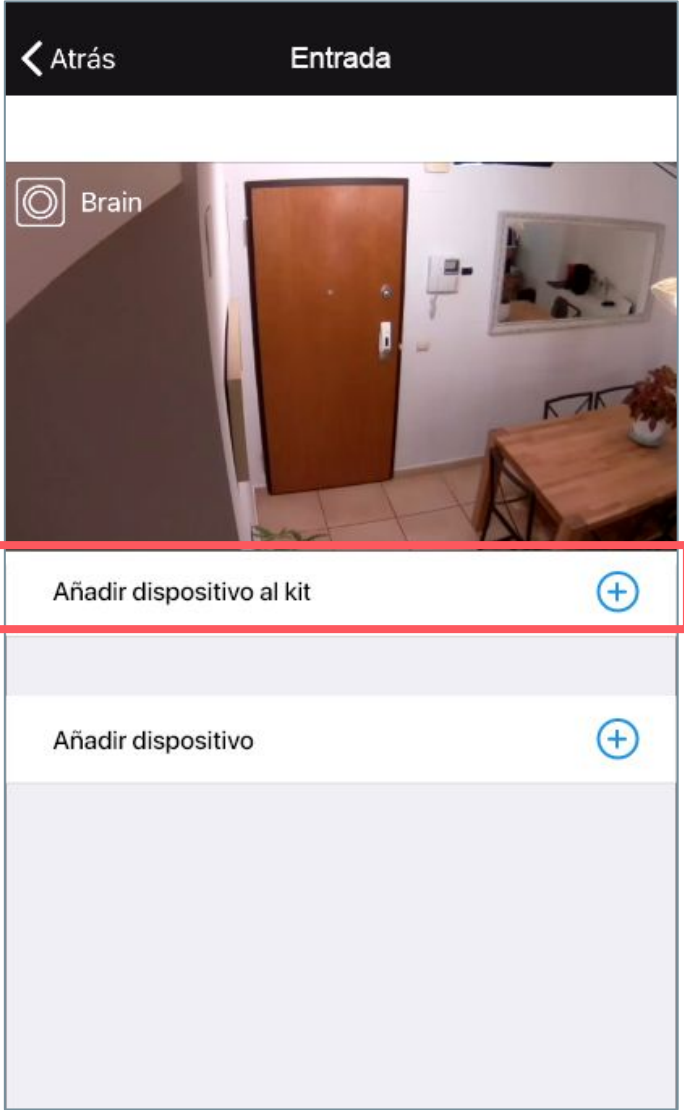 Atrás
Entrada
Brain
Añadir dispositivo al kit
Añadir dispositivo